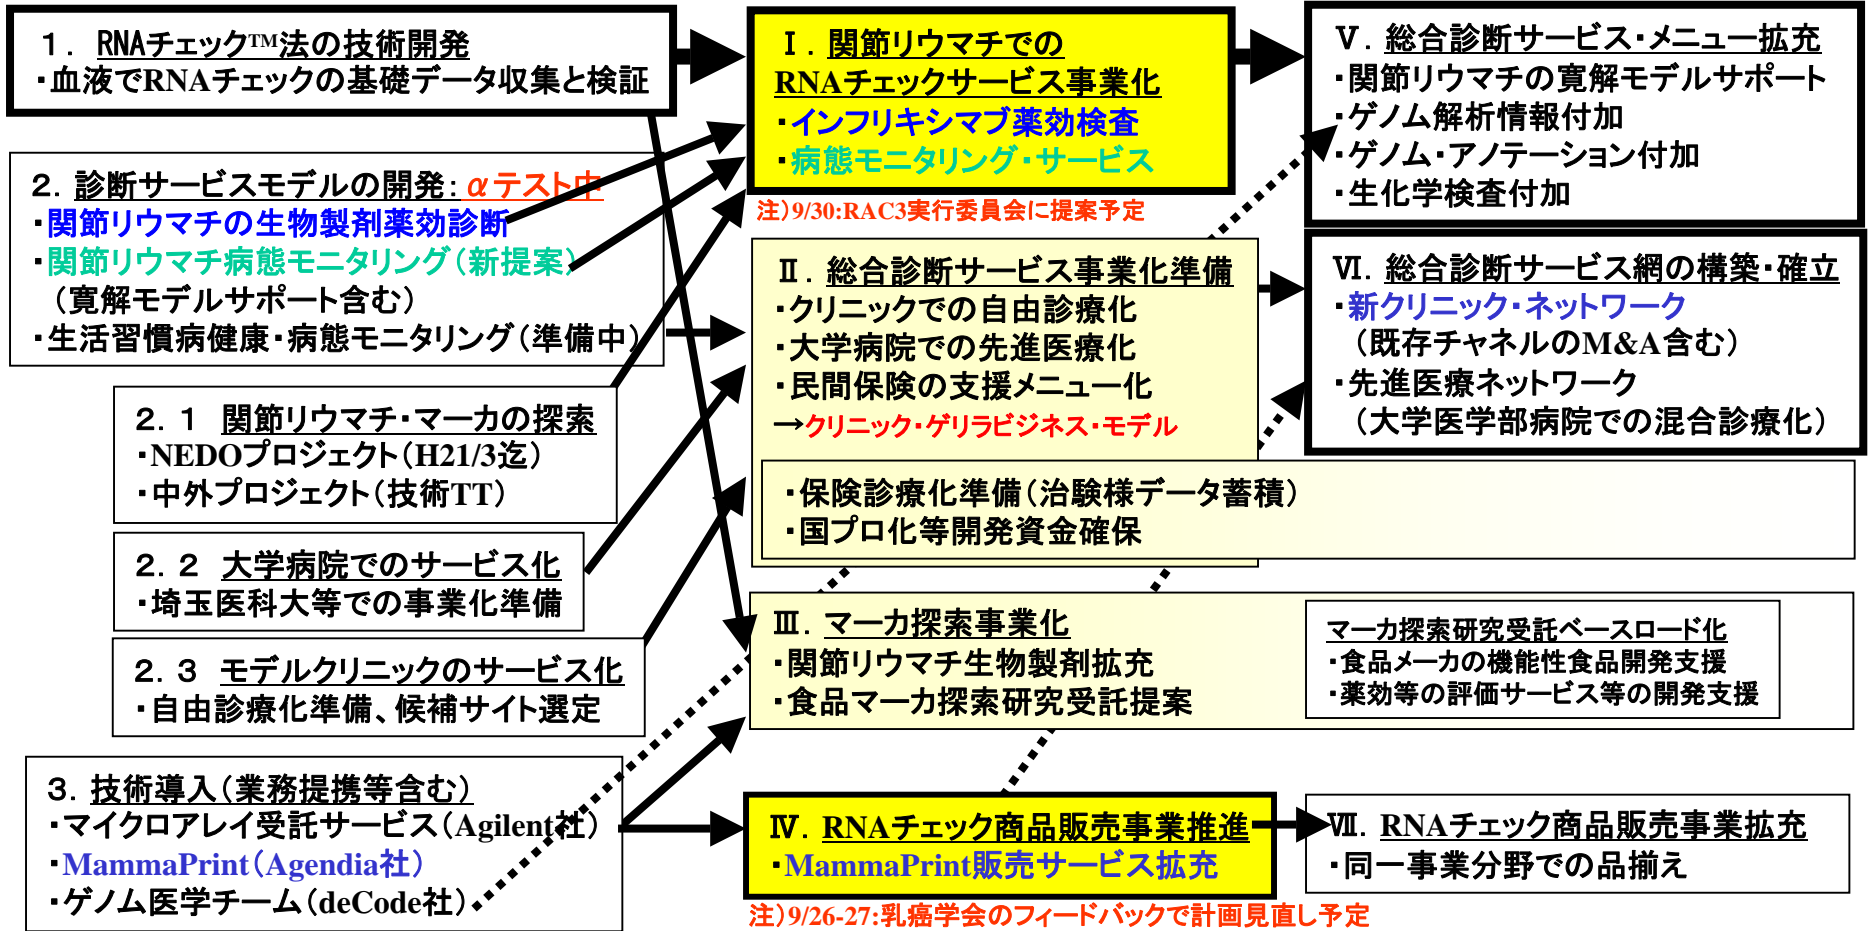 １．RNAチェック™法の技術開発
・血液でRNAチェックの基礎データ収集と検証
２．診断サービスモデルの開発：αテスト中
・関節リウマチの生物製剤薬効診断
・関節リウマチ病態モニタリング（新提案）
（寛解モデルサポート含む）
・生活習慣病健康・病態モニタリング（準備中）
２．１　関節リウマチ・マーカの探索
・NEDOプロジェクト（H21/3迄）
・中外プロジェクト（技術TT）
２．２　大学病院でのサービス化
・埼玉医科大等での事業化準備
２．３　モデルクリニックのサービス化
・自由診療化準備、候補サイト選定
３．技術導入（業務提携等含む）
・マイクロアレイ受託サービス（Agilent社）
・MammaPrint（Agendia社）
・ゲノム医学チーム（deCode社）
Ⅰ．関節リウマチでの
RNAチェックサービス事業化
・インフリキシマブ薬効検査
・病態モニタリング・サービス
注）9/30:RAC3実行委員会に提案予定
Ⅱ．総合診断サービス事業化準備
・クリニックでの自由診療化
・大学病院での先進医療化
・民間保険の支援メニュー化
→クリニック・ゲリラビジネス・モデル
・保険診療化準備（治験様データ蓄積）
・国プロ化等開発資金確保
Ⅲ．マーカ探索事業化
・関節リウマチ生物製剤拡充
・食品マーカ探索研究受託提案
マーカ探索研究受託ベースロード化
・食品メーカの機能性食品開発支援
・薬効等の評価サービス等の開発支援
Ⅳ．RNAチェック商品販売事業推進
・MammaPrint販売サービス拡充
注）9/26-27:乳癌学会のフィードバックで計画見直し予定
Ⅴ．総合診断サービス・メニュー拡充
・関節リウマチの寛解モデルサポート
・ゲノム解析情報付加
・ゲノム・アノテーション付加
・生化学検査付加
Ⅵ．総合診断サービス網の構築・確立
・新クリニック・ネットワーク
（既存チャネルのM&A含む）
・先進医療ネットワーク
（大学医学部病院での混合診療化）
Ⅶ．RNAチェック商品販売事業拡充
・同一事業分野での品揃え